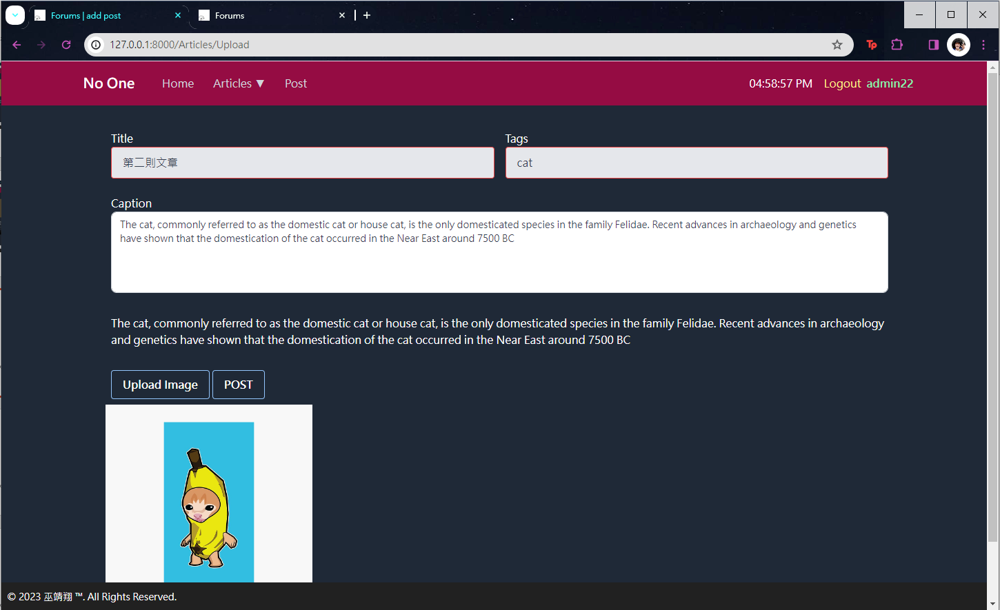 Forums | add post
Forums
127.0.0.1:8000/Articles/Upload
Tp
No One Home Articles ▼ Post 04:58:57 PM Logout admin22
Title Tags
第二則文章 cat
Caption
The cat, commonly referred to as the domestic cat or house cat, is the only domesticated species in the family Felidae. Recent advances in archaeology and genetics
have shown that the domestication of the cat occurred in the Near East around 7500 BC
The cat, commonly referred to as the domestic cat or house cat, is the only domesticated species in the family Felidae. Recent advances in archaeology
and genetics have shown that the domestication of the cat occurred in the Near East around 7500 BC
Upload Image POST
© 2023 巫靖翔 ™. All Rights Reserved.